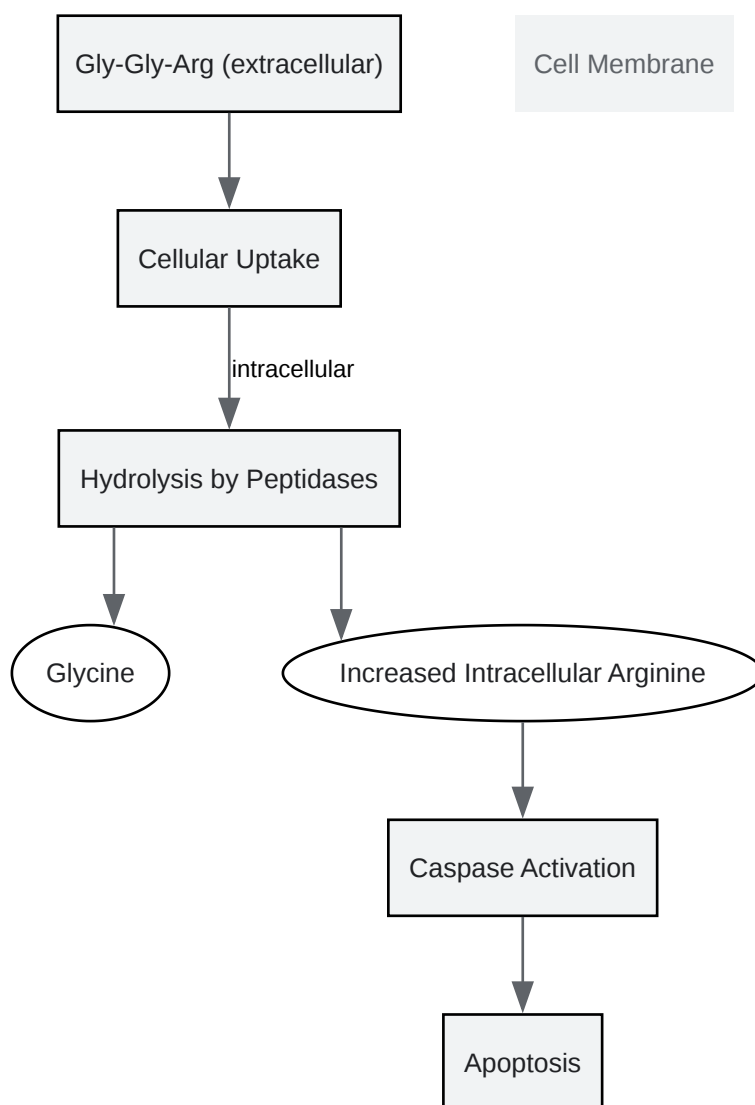 Gly-Gly-Arg (extracellular)
Cell Membrane
Cellular Uptake
intracellular
Hydrolysis by Peptidases
Glycine
Increased Intracellular Arginine
Caspase Activation
Apoptosis